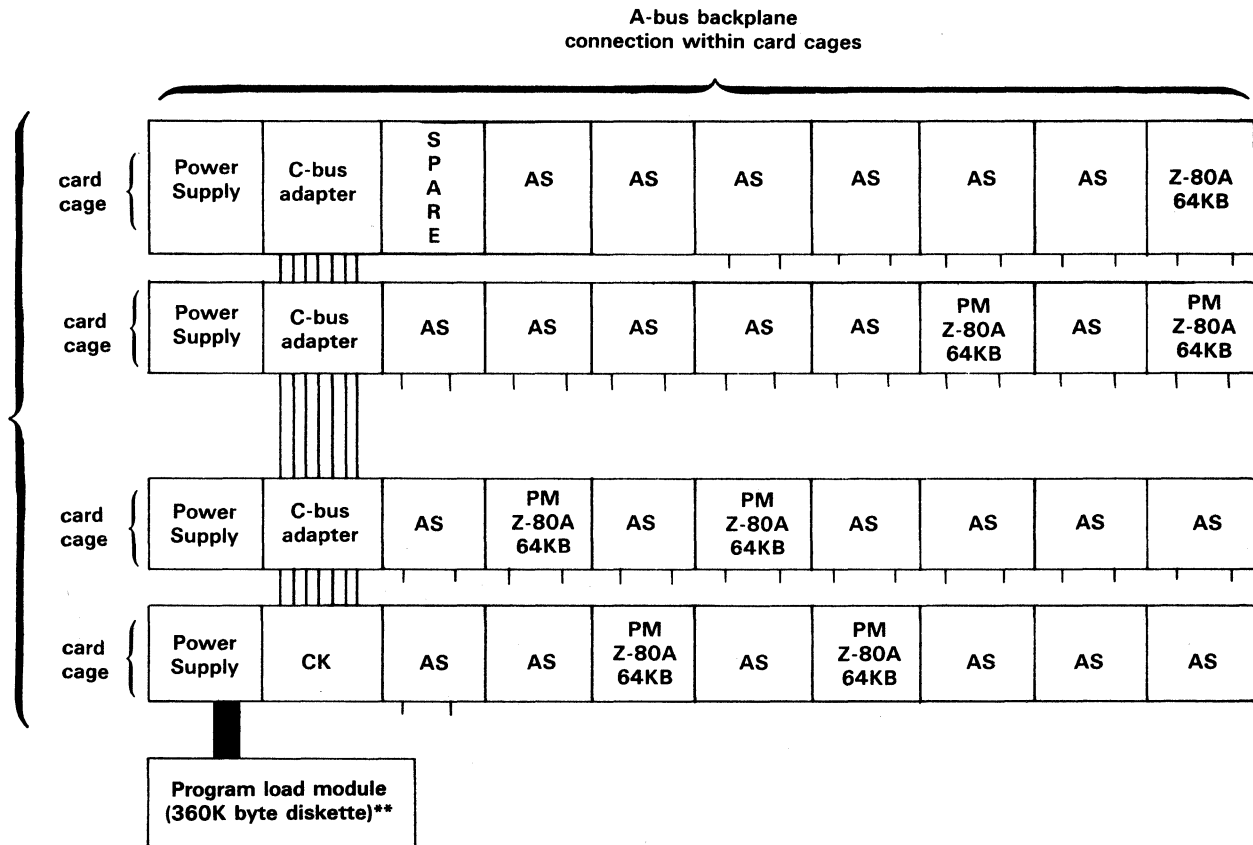 A-bus backplane
connection within card cages
card
cage
Power
Supply
C-bus
adapter
S
P
A
R
E
AS
AS
AS
AS
AS
AS
Z-80A
64KB
card
cage
Power
Supply
C-bus
adapter
AS
AS
AS
AS
AS
PM
Z-80A
64KB
AS
PM
Z-80A
64KB
card
cage
Power
Supply
C-bus
adapter
AS
PM
Z-80A
64KB
AS
PM
Z-80A
64KB
AS
AS
AS
AS
card
cage
Power
Supply
CK
AS
AS
PM
Z-80A
64KB
AS
PM
Z-80A
64KB
AS
AS
AS
Program load module
(360K byte diskette)**